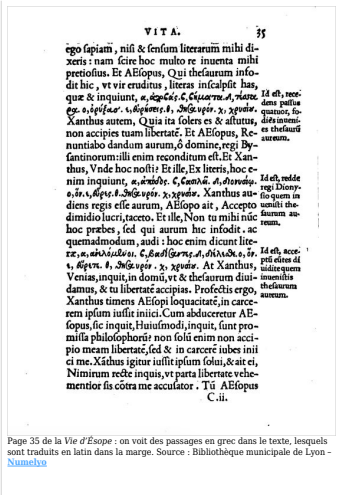 VITA. 35
ego sapiam, nisi & sensum literarum mihi di-
xeris : nam scire hoc multo re inuenta mihi
pretiosius. Et AEsopus, Qui thesaurum info-
dit hic, vt vir eruditus, literas insculpsit has,
quæ & inquiunt, α,
Id est, rece-
dens passus
quatuor, fo-
diēs inueni-
es thesaurū
aureum.
Xanthus autem, Quia ita solers es & astutus,
non accipies tuam libertatē. Et AEsopus, Re-
nuntiabo dandum aurum, ô domine, regi By-
santinorum: illi enim reconditum est. Et Xan-
thus, Vnde hoc nosti? Et ille, Ex literis, hoc e-
nim inquiunt, α,
Id est, redde
regi Diony-
sio quem in
uenisti the-
saurum au-
reum.
Xanthus au-
diens regis esse aurum, AEsopo ait, Accepto
dimidio lucri, taceto. Et ille, Non tu mihi nūc
hoc præbes, sed qui aurum hic infodit. ac
quemadmodum, audi : hoc enim dicunt lite-
ræ, α,
Id est, acce-
ptū eūtes di
uidite quem
inuenistis
thesaurum
aureum.
At Xanthus,
Venias, inquit, in domū, vt & thesaurum diui-
damus, & tu libertatē accipias. Profectis ergo,
Xanthus timens AEsopi loquacitatē, in carce-
rem ipsum iussit iniici. Cum abduceretur AE-
sopus, sic inquit, Huiusmodi, inquit, sunt pro-
missa philosophorū? non solū enim non acci-
pio meam libertatē, sed & in carcerē iubes inii
ci me. Xāthus igitur iussit ipsum solui, & ait ei,
Nimirum recte inquis, vt parta libertate vehe-
mentior sis cōtra me accusator. Tū AEsopus
C.ii.
Page 35 de la Vie d’Ésope : on voit des passages en grec dans le texte, lesquels
sont traduits en latin dans la marge. Source : Bibliothèque municipale de Lyon –
Numelyo